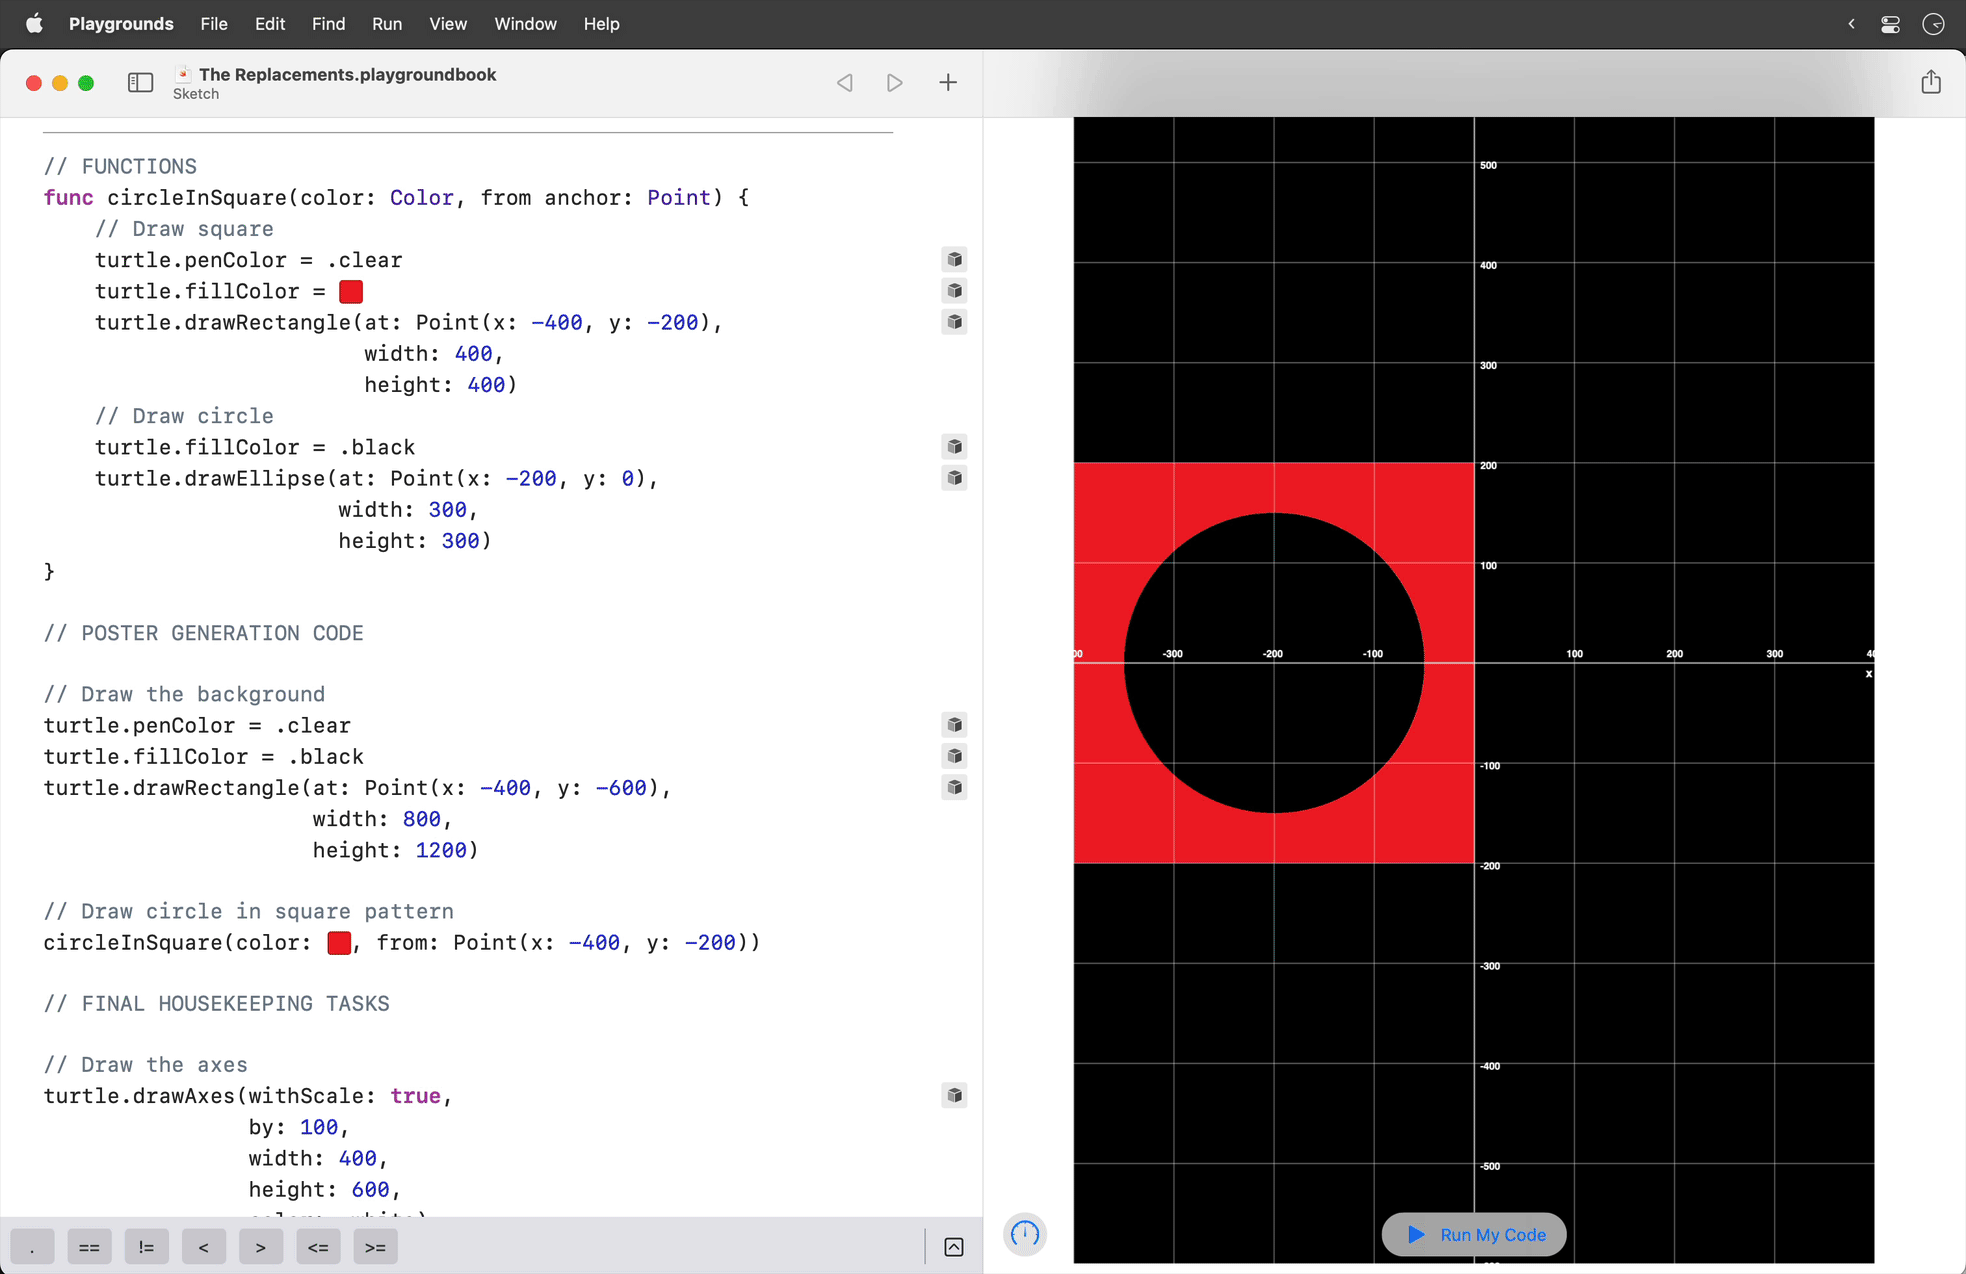 Playgrounds File Edit Find Run View Window Help
The Replacements.playgroundbook
Sketch
// FUNCTIONS
func circleInSquare(color: Color, from anchor: Point) {
// Draw square
turtle.penColor = .clear
turtle.fillColor =
turtle.drawRectangle(at: Point(x: -400, y: -200),
width: 400,
height: 400)
// Draw circle
turtle.fillColor = .black
turtle.drawEllipse(at: Point(x: -200, y: 0),
width: 300,
height: 300)
}
// POSTER GENERATION CODE
// Draw the background
turtle.penColor = .clear
turtle.fillColor = .black
turtle.drawRectangle(at: Point(x: -400, y: -600),
width: 800,
height: 1200)
// Draw circle in square pattern
circleInSquare(color: , from: Point(x: -400, y: -200))
// FINAL HOUSEKEEPING TASKS
// Draw the axes
turtle.drawAxes(withScale: true,
by: 100,
width: 400,
height: 600,
. == != < > <= >=
500
400
300
200
100
-300 -200 -100 100 200 300
x
-100
-200
-300
-400
-500
Run My Code